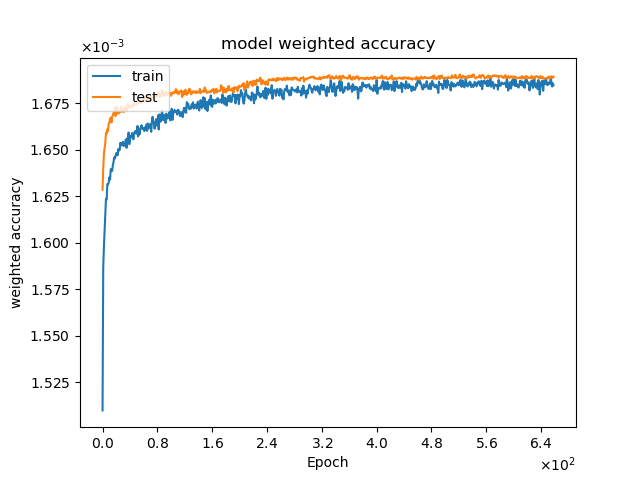 model weighted accuracy
×10⁻³
train
test
1.675
1.650
1.625
1.600
1.575
1.550
1.525
weighted accuracy
0.0 0.8 1.6 2.4 3.2 4.0 4.8 5.6 6.4
Epoch
×10²